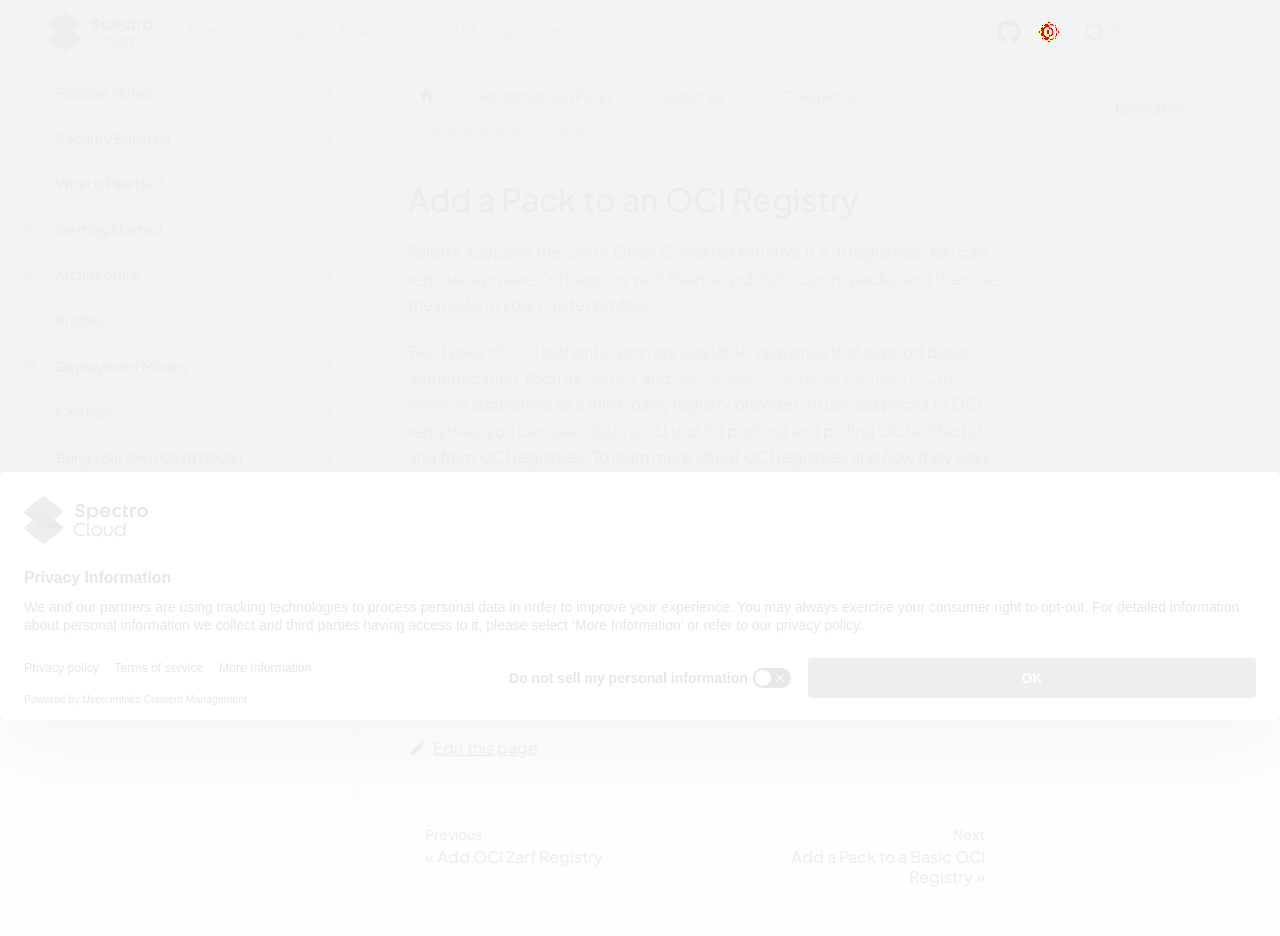 Spectro Cloud
Docs Tutorials Downloads API latest
Search
Release Notes
Security Bulletins
What is Palette?
Getting Started
Architecture
Profiles
Deployment Modes
Clusters
Bring Your Own OS (BYOOS)
Registries and Packs
Registries
OCI Registries
Add a Pack to an OCI Registry
Resources
Add a Pack to an OCI Registry
Palette supports the use of Open Container Initiative (OCI) registries. You can
register a private OCI registry with Palette, publish custom packs, and then use
the packs in your cluster profiles.
Two types of OCI authentication are available: registries that support basic
authentication, such as Harbor, and AWS Elastic Container Registry (ECR),
which is supported as a third-party registry provider. To upload packs to OCI
registries, you can use ORAS, a CLI tool for pushing and pulling OCI artifacts to
and from OCI registries. To learn more about OCI registries and how they work
Spectro
Cloud
Privacy Information
We and our partners are using tracking technologies to process personal data in order to improve your experience. You may always exercise your consumer right to opt-out. For detailed information
about personal information we collect and third parties having access to it, please select 'More Information' or refer to our privacy policy.
Privacy policy Terms of service More Information
Do not sell my personal information
OK
Powered by Usercentrics Consent Management
Edit this page
Previous
« Add OCI Zarf Registry
Next
Add a Pack to a Basic OCI
Registry »